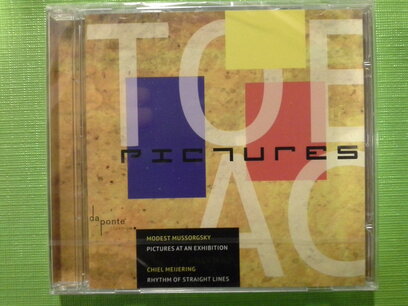 TOE
PICTURES
AC
da ponte
MODEST MUSSORGSKY
PICTURES AT AN EXHIBITION
CHIEL MEIJERING
RHYTHM OF STRAIGHT LINES